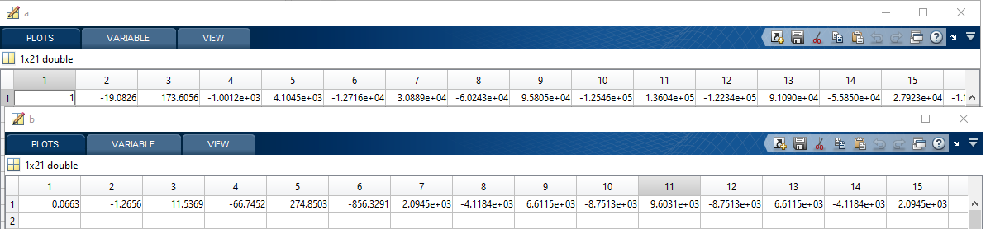 a
PLOTS VARIABLE VIEW
1x21 double
1 2 3 4 5 6 7 8 9 10 11 12 13 14 15
1 1 -19.0826 173.6056 -1.0012e+03 4.1045e+03 -1.2716e+04 3.0889e+04 -6.0243e+04 9.5805e+04 -1.2546e+05 1.3604e+05 -1.2234e+05 9.1090e+04 -5.5850e+04 2.7923e+04
b
PLOTS VARIABLE VIEW
1x21 double
1 2 3 4 5 6 7 8 9 10 11 12 13 14 15
1 0.0663 -1.2656 11.5369 -66.7452 274.8503 -856.3291 2.0945e+03 -4.1184e+03 6.6115e+03 -8.7513e+03 9.6031e+03 -8.7513e+03 6.6115e+03 -4.1184e+03 2.0945e+03
2